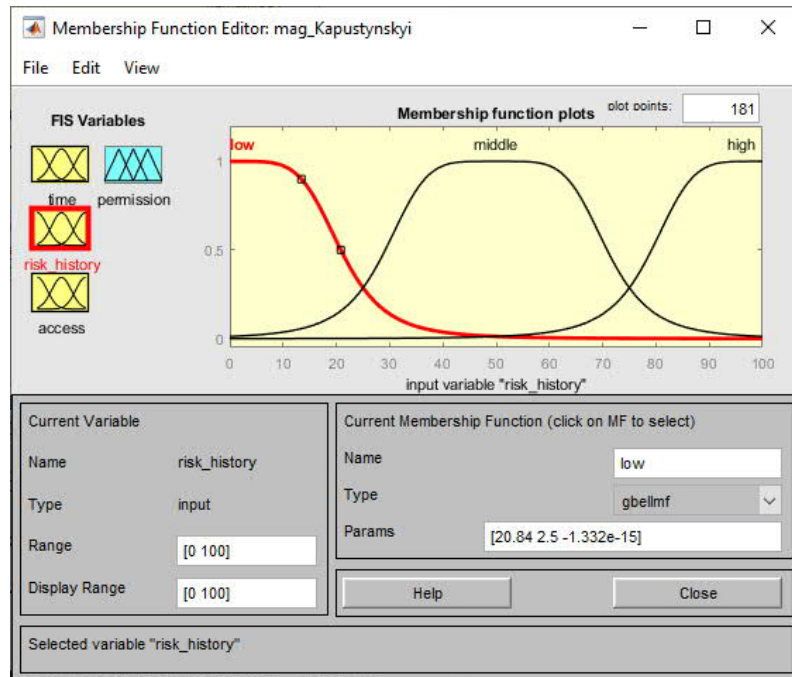 Membership Function Editor: mag_Kapustynskyi
File Edit View
FIS Variables
time permission
risk_history
access
Membership function plots plot points: 181
low middle high
1
0.5
0
0 10 20 30 40 50 60 70 80 90 100
input variable "risk_history"
Current Variable
Name risk_history
Type input
Range [0 100]
Display Range [0 100]
Current Membership Function (click on MF to select)
Name low
Type gbellmf
Params [20.84 2.5 -1.332e-15]
Help Close
Selected variable "risk_history"